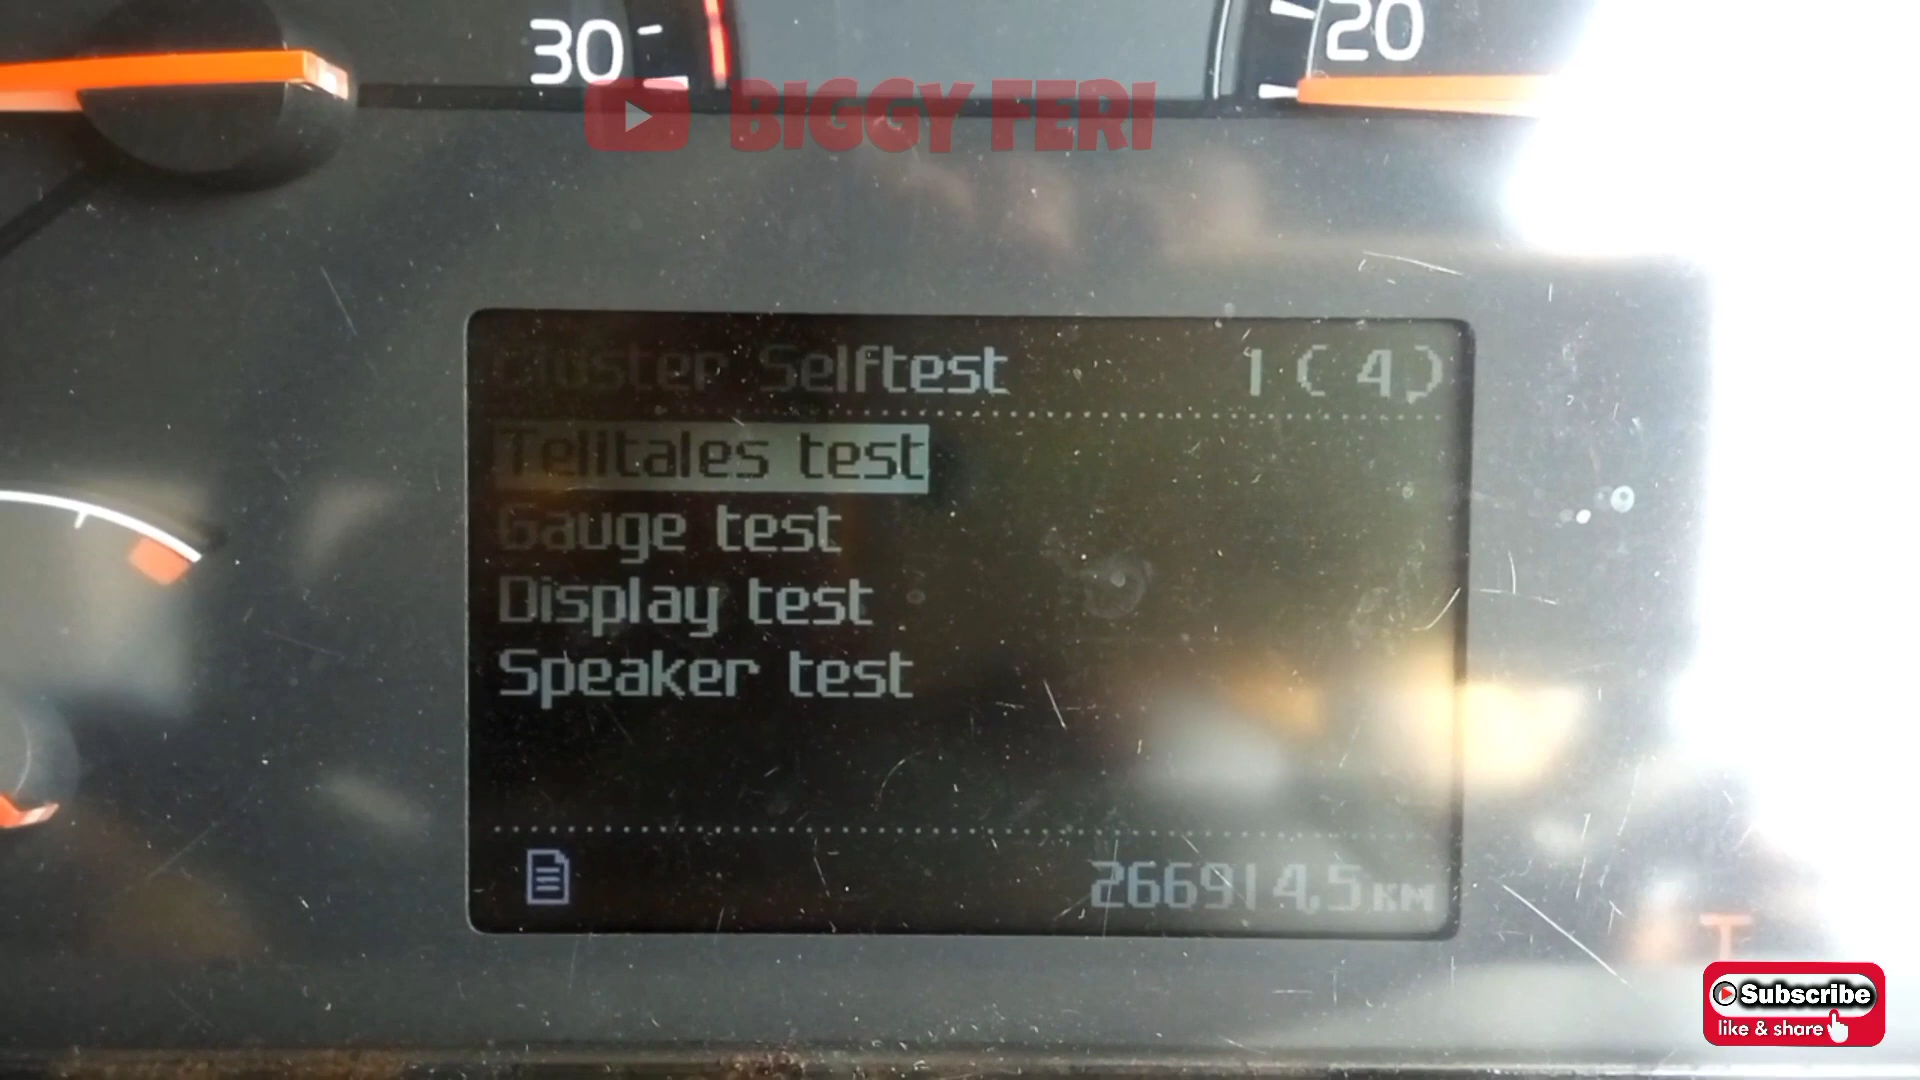 30
20
BIGGY FERI
Cluster Selftest 1 ( 4)
Telltales test
Gauge test
Display test
Speaker test
266914,5 KM
Subscribe
like & share